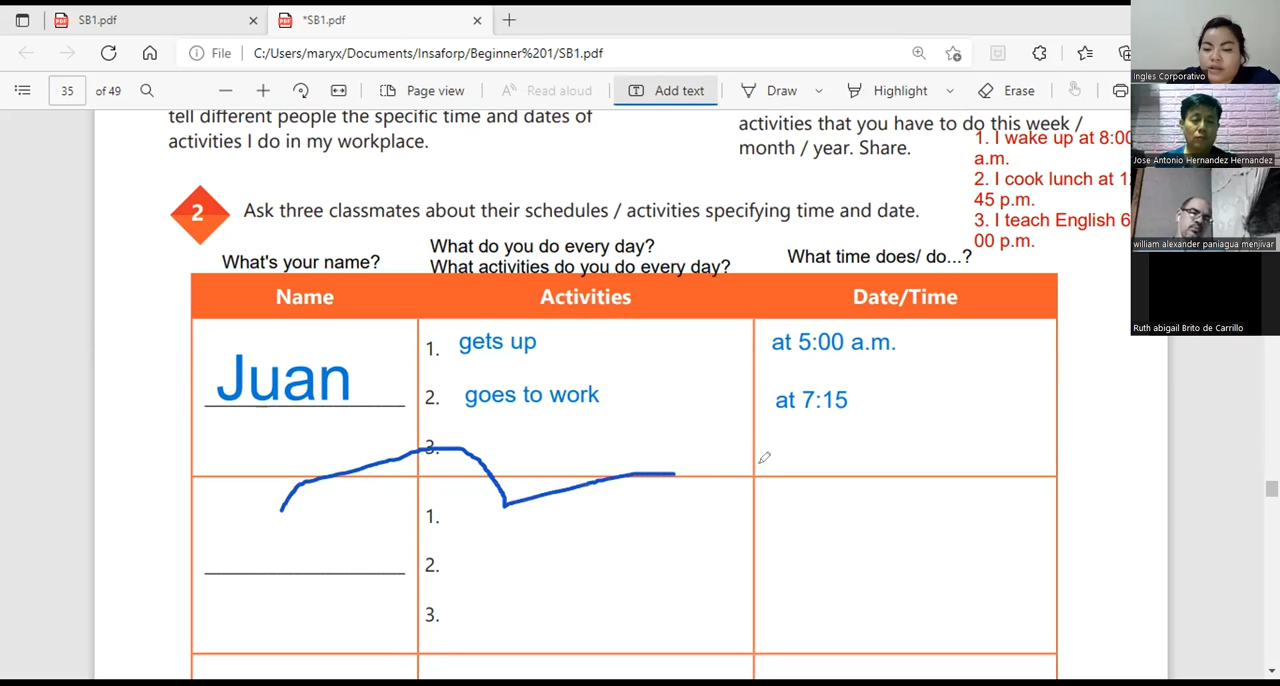 SB1.pdf
*SB1.pdf
File
C:/Users/maryx/Documents/Insaforp/Beginner%201/SB1.pdf
35 of 49
Page view
Read aloud
Add text
Draw
Highlight
Erase
Ingles Corporativo
Jose Antonio Hernandez Hernandez
william alexander paniagua menjivar
Ruth abigail Brito de Carrillo
tell different people the specific time and dates of
activities I do in my workplace.
activities that you have to do this week /
month / year. Share.
1. I wake up at 8:00
a.m.
2. I cook lunch at
45 p.m.
3. I teach English 6
00 p.m.
2
Ask three classmates about their schedules / activities specifying time and date.
What's your name?
What do you do every day?
What activities do you do every day?
What time does/ do...?
Name
Activities
Date/Time
Juan
1. gets up
at 5:00 a.m.
2. goes to work
at 7:15
3.
1.
2.
3.